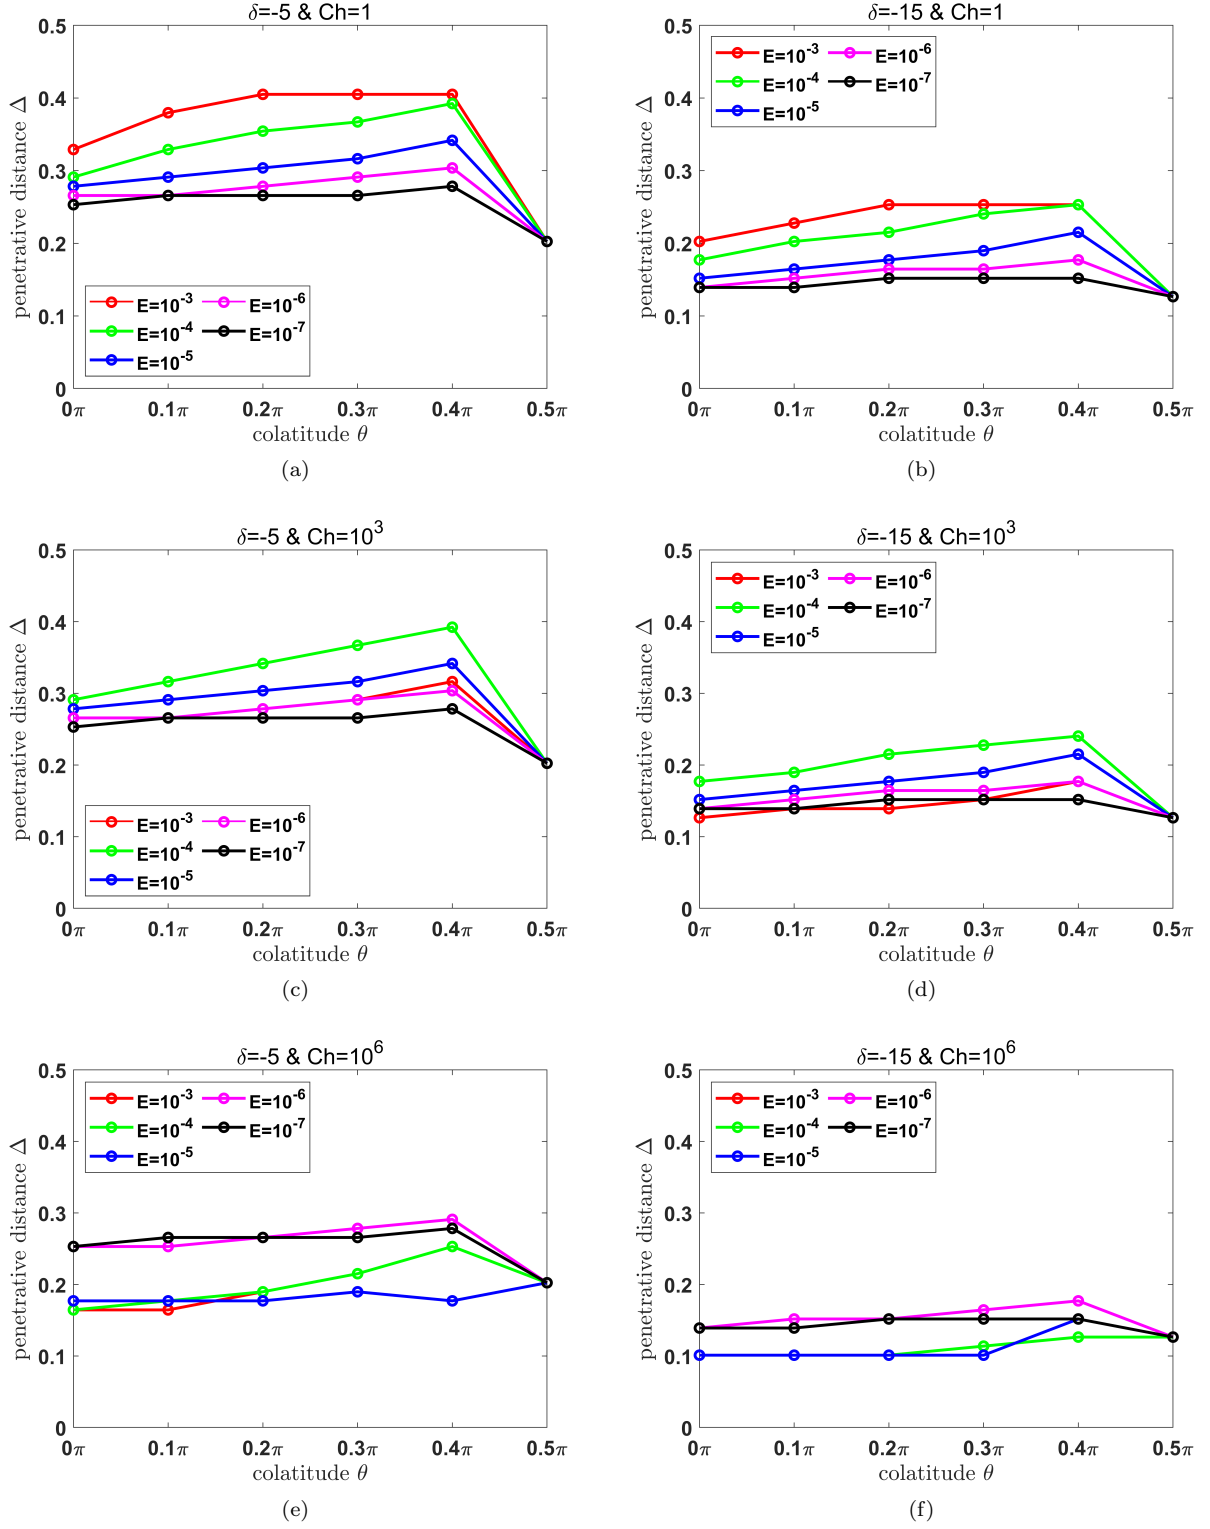 δ=-5 & Ch=1
penetrative distance Δ
0.5
0.4
0.3
0.2
0.1
0
E=10^-3 E=10^-6
E=10^-4 E=10^-7
E=10^-5
0π 0.1π 0.2π 0.3π 0.4π 0.5π
colatitude θ
(a)
δ=-15 & Ch=1
penetrative distance Δ
0.5
0.4
0.3
0.2
0.1
0
E=10^-3 E=10^-6
E=10^-4 E=10^-7
E=10^-5
0π 0.1π 0.2π 0.3π 0.4π 0.5π
colatitude θ
(b)
δ=-5 & Ch=10^3
penetrative distance Δ
0.5
0.4
0.3
0.2
0.1
0
E=10^-3 E=10^-6
E=10^-4 E=10^-7
E=10^-5
0π 0.1π 0.2π 0.3π 0.4π 0.5π
colatitude θ
(c)
δ=-15 & Ch=10^3
penetrative distance Δ
0.5
0.4
0.3
0.2
0.1
0
E=10^-3 E=10^-6
E=10^-4 E=10^-7
E=10^-5
0π 0.1π 0.2π 0.3π 0.4π 0.5π
colatitude θ
(d)
δ=-5 & Ch=10^6
penetrative distance Δ
0.5
0.4
0.3
0.2
0.1
0
E=10^-3 E=10^-6
E=10^-4 E=10^-7
E=10^-5
0π 0.1π 0.2π 0.3π 0.4π 0.5π
colatitude θ
(e)
δ=-15 & Ch=10^6
penetrative distance Δ
0.5
0.4
0.3
0.2
0.1
0
E=10^-3 E=10^-6
E=10^-4 E=10^-7
E=10^-5
0π 0.1π 0.2π 0.3π 0.4π 0.5π
colatitude θ
(f)